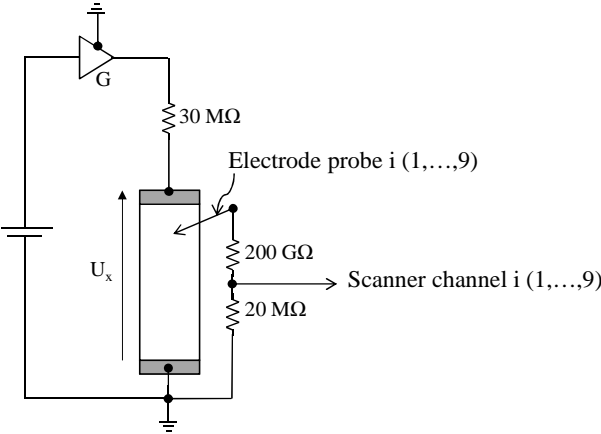 G
30 MΩ
Electrode probe i (1,…,9)
200 GΩ
Uₓ
Scanner channel i (1,…,9)
20 MΩ